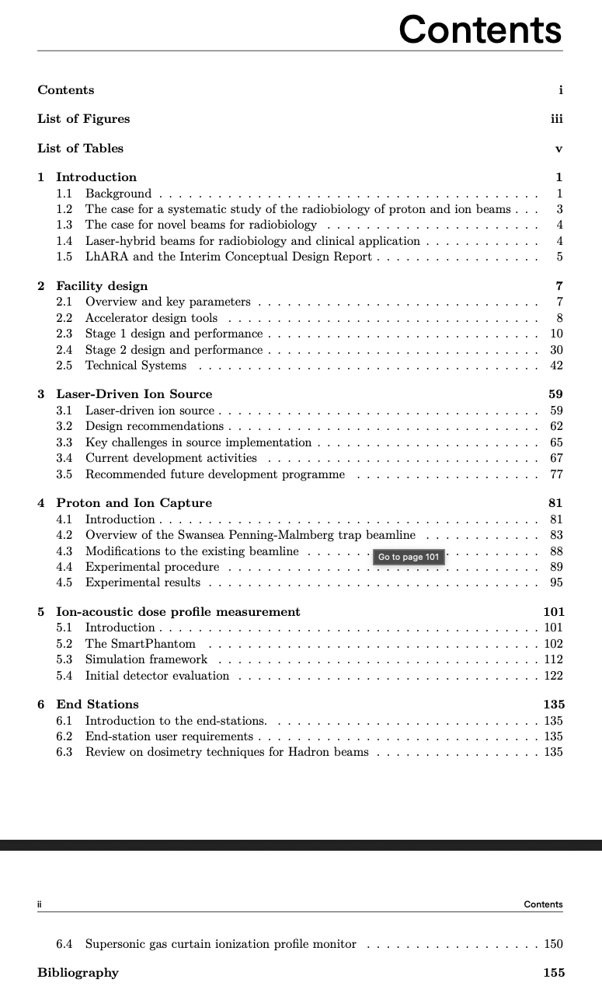 Contents
Contents i
List of Figures iii
List of Tables v
1 Introduction 1
1.1 Background . . . . . . . . . . . . . . . . . . . . . . . . . . . . . . . . . . . . . . . 1
1.2 The case for a systematic study of the radiobiology of proton and ion beams . . . 3
1.3 The case for novel beams for radiobiology . . . . . . . . . . . . . . . . . . . . . . 4
1.4 Laser-hybrid beams for radiobiology and clinical application . . . . . . . . . . . . 4
1.5 LhARA and the Interim Conceptual Design Report . . . . . . . . . . . . . . . . . 5
2 Facility design 7
2.1 Overview and key parameters . . . . . . . . . . . . . . . . . . . . . . . . . . . . . 7
2.2 Accelerator design tools . . . . . . . . . . . . . . . . . . . . . . . . . . . . . . . . 8
2.3 Stage 1 design and performance . . . . . . . . . . . . . . . . . . . . . . . . . . . . 10
2.4 Stage 2 design and performance . . . . . . . . . . . . . . . . . . . . . . . . . . . . 30
2.5 Technical Systems . . . . . . . . . . . . . . . . . . . . . . . . . . . . . . . . . . . 42
3 Laser-Driven Ion Source 59
3.1 Laser-driven ion source . . . . . . . . . . . . . . . . . . . . . . . . . . . . . . . . . 59
3.2 Design recommendations . . . . . . . . . . . . . . . . . . . . . . . . . . . . . . . . 62
3.3 Key challenges in source implementation . . . . . . . . . . . . . . . . . . . . . . . 65
3.4 Current development activities . . . . . . . . . . . . . . . . . . . . . . . . . . . . 67
3.5 Recommended future development programme . . . . . . . . . . . . . . . . . . . 77
4 Proton and Ion Capture 81
4.1 Introduction . . . . . . . . . . . . . . . . . . . . . . . . . . . . . . . . . . . . . . . 81
4.2 Overview of the Swansea Penning-Malmberg trap beamline . . . . . . . . . . . . 83
4.3 Modifications to the existing beamline . . . . . . . . . . . . . . . . . 88
Go to page 101
4.4 Experimental procedure . . . . . . . . . . . . . . . . . . . . . . . . . . . . . . . . 89
4.5 Experimental results . . . . . . . . . . . . . . . . . . . . . . . . . . . . . . . . . . 95
5 Ion-acoustic dose profile measurement 101
5.1 Introduction . . . . . . . . . . . . . . . . . . . . . . . . . . . . . . . . . . . . . . . 101
5.2 The SmartPhantom . . . . . . . . . . . . . . . . . . . . . . . . . . . . . . . . . . 102
5.3 Simulation framework . . . . . . . . . . . . . . . . . . . . . . . . . . . . . . . . . 112
5.4 Initial detector evaluation . . . . . . . . . . . . . . . . . . . . . . . . . . . . . . . 122
6 End Stations 135
6.1 Introduction to the end-stations. . . . . . . . . . . . . . . . . . . . . . . . . . . . 135
6.2 End-station user requirements . . . . . . . . . . . . . . . . . . . . . . . . . . . . . 135
6.3 Review on dosimetry techniques for Hadron beams . . . . . . . . . . . . . . . . . 135
ii Contents
6.4 Supersonic gas curtain ionization profile monitor . . . . . . . . . . . . . . . . . . 150
Bibliography 155